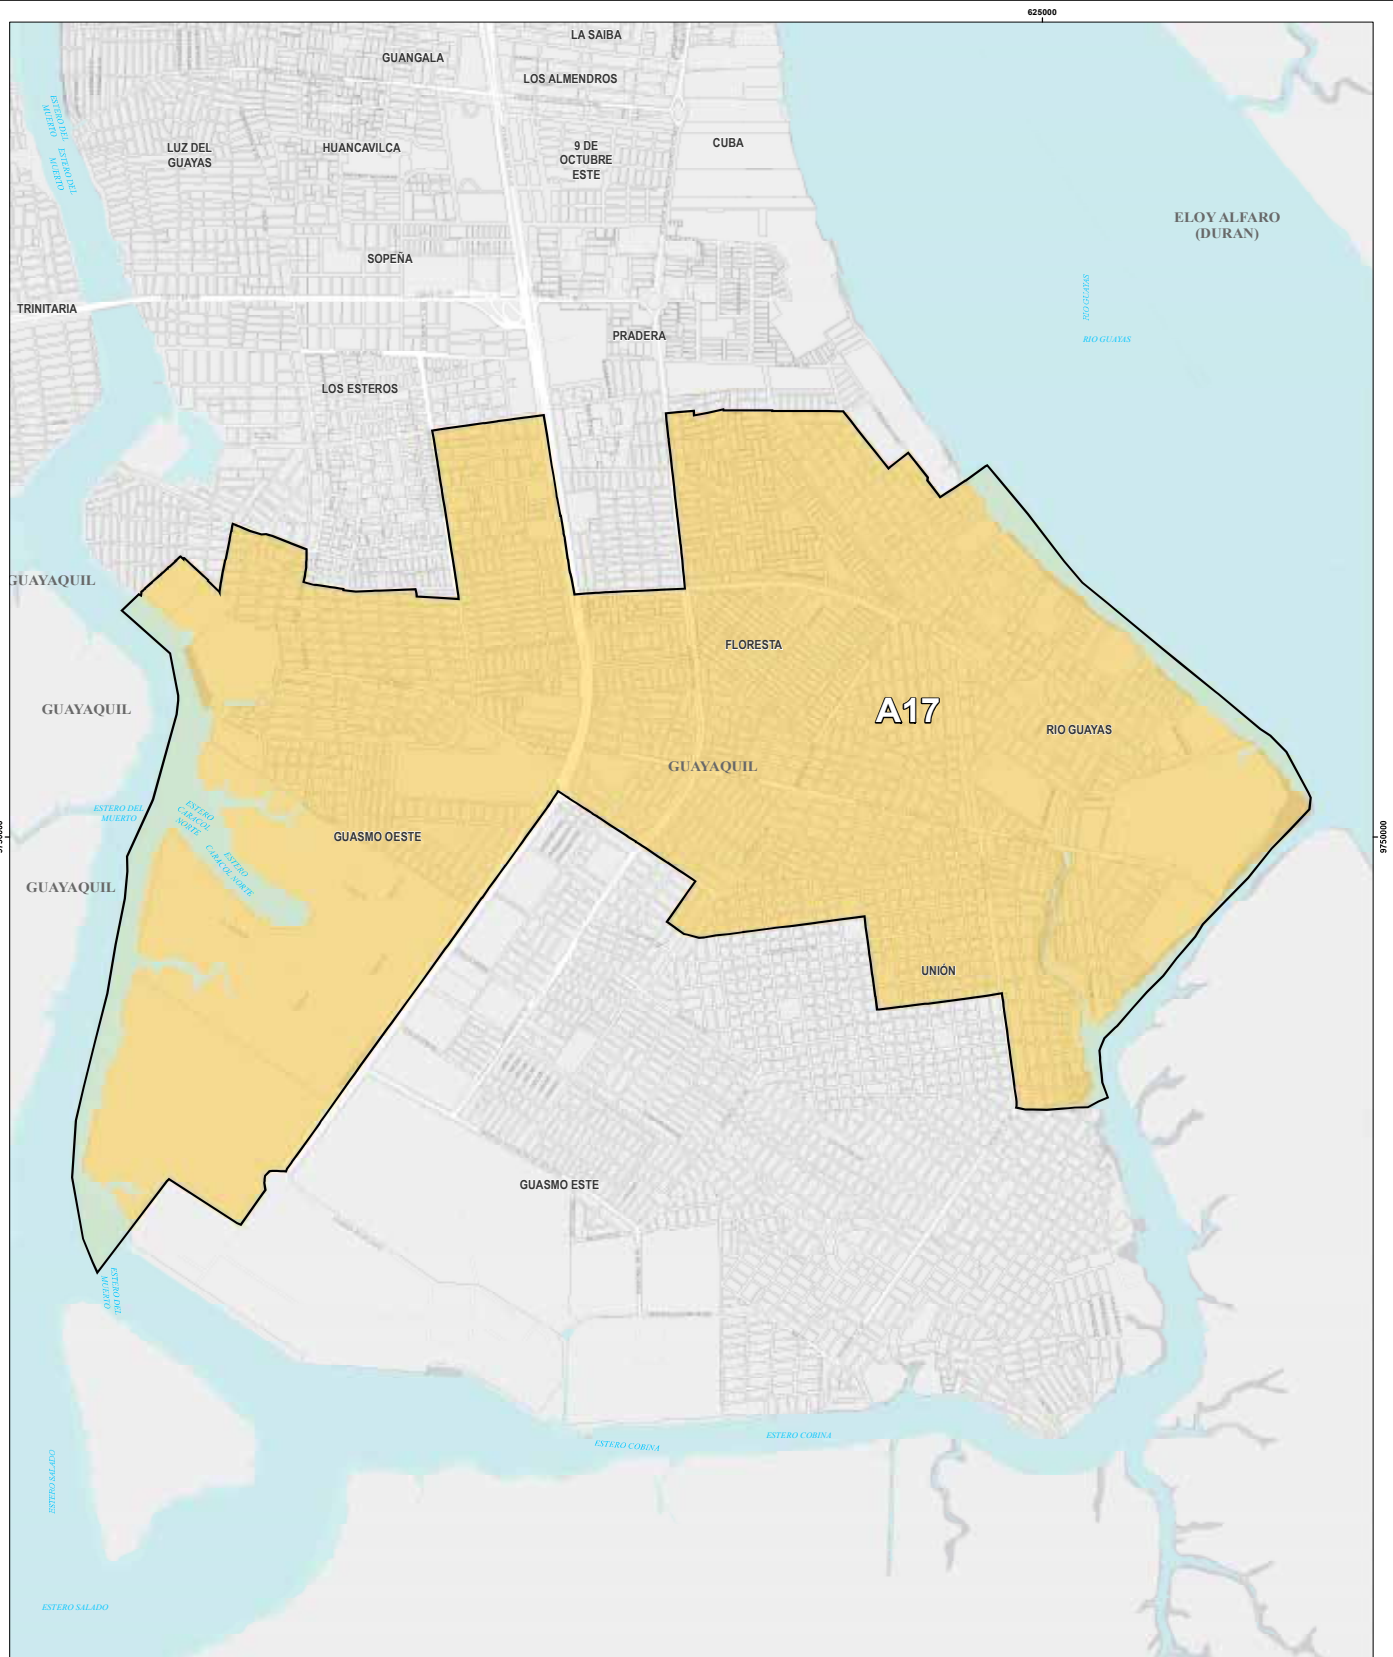 625000
LA SAIBA
GUANGALA
LOS ALMENDROS
ESTERO DEL
MUERTO
ESTERO DEL
MUERTO
LUZ DEL
GUAYAS
HUANCAVILCA
9 DE
OCTUBRE
ESTE
CUBA
ELOY ALFARO
(DURAN)
SOPEÑA
RIO GUAYAS
TRINITARIA
PRADERA
RIO GUAYAS
LOS ESTEROS
GUAYAQUIL
FLORESTA
GUAYAQUIL
A17
RIO GUAYAS
GUAYAQUIL
ESTERO DEL
MUERTO
ESTERO
CARACOL
NORTE
GUASMO OESTE
9750000
ESTERO
CARACOL NORTE
GUAYAQUIL
UNIÓN
GUASMO ESTE
ESTERO DEL
MUERTO
ESTERO COBINA
ESTERO COBINA
ESTERO SALADO
ESTERO SALADO